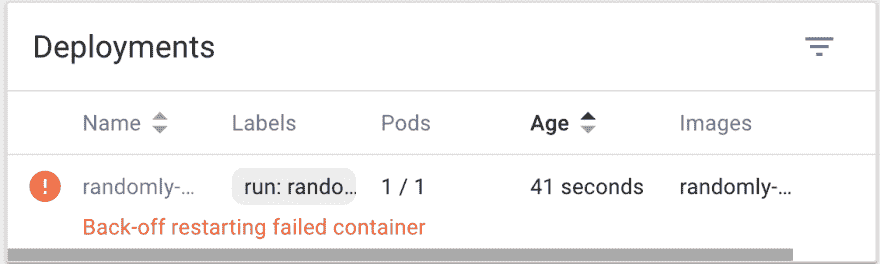 Deployments
Name Labels Pods Age Images
! randomly-... run: rando... 1 / 1 41 seconds randomly-...
Back-off restarting failed container